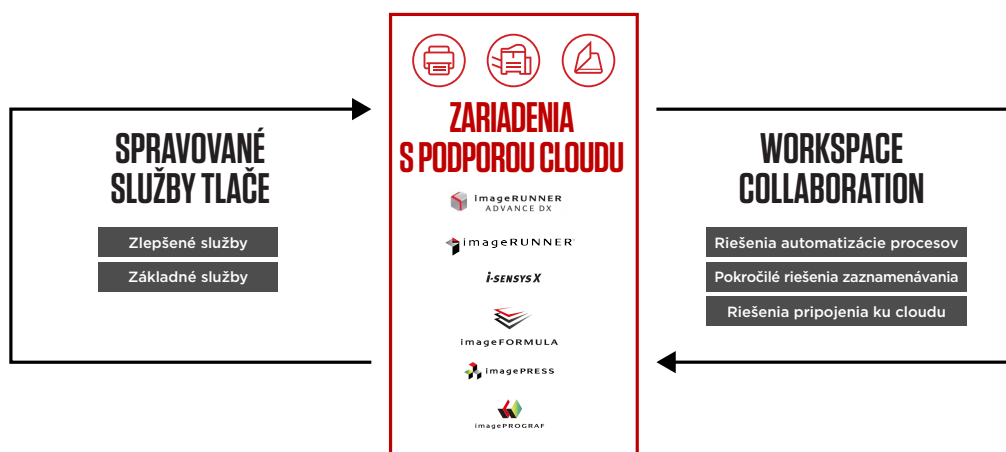 SPRAVOVANÉ
SLUŽBY TLAČE
Zlepšené služby
Základné služby
ZARIADENIA
S PODPOROU CLOUDU
imageRUNNER
ADVANCE DX
imageRUNNER
i-SENSYS X
imageFORMULA
imagePRESS
imagePROGRAF
WORKSPACE
COLLABORATION
Riešenia automatizácie procesov
Pokročilé riešenia zaznamenávania
Riešenia pripojenia ku cloudu